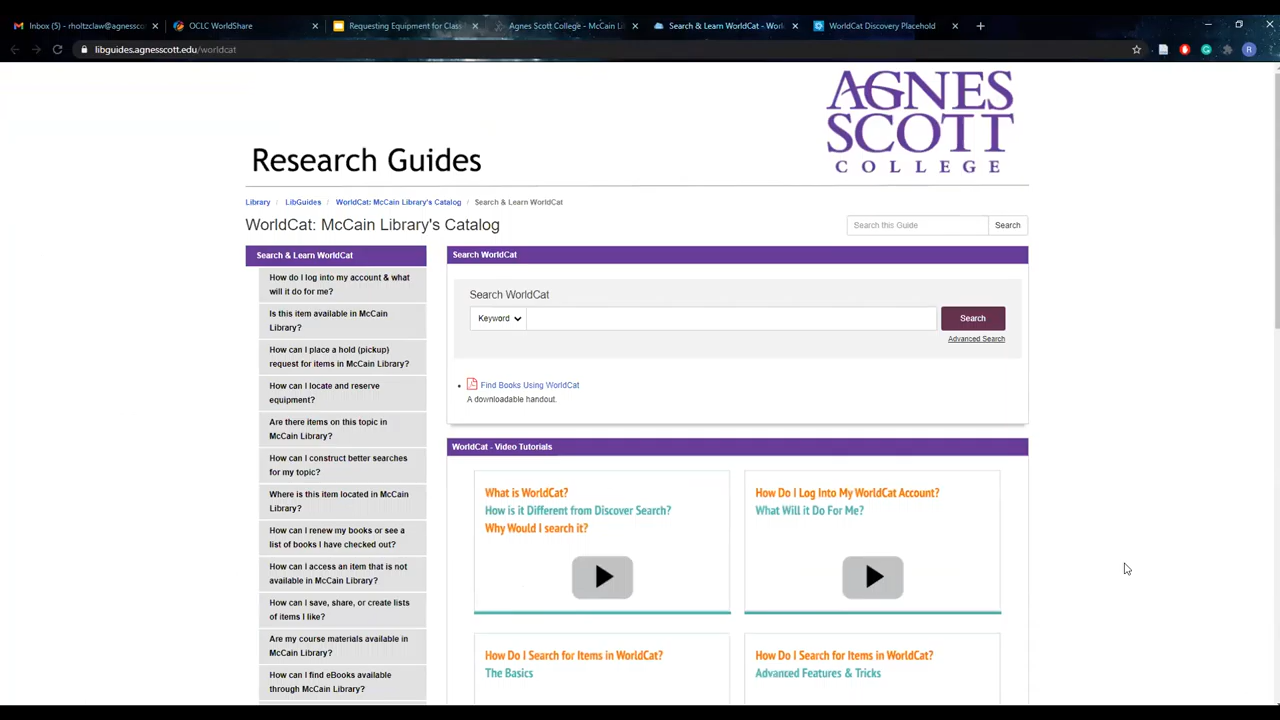 Inbox (5) - rholtzclaw@agnessc
OCLC WorldShare
Requesting Equipment for Class
Agnes Scott College - McCain Li
Search & Learn WorldCat - Worl
WorldCat Discovery Placehold
libguides.agnesscott.edu/worldcat
R
AGNES
SCOTT
COLLEGE
Research Guides
Library / LibGuides / WorldCat: McCain Library's Catalog / Search & Learn WorldCat
WorldCat: McCain Library's Catalog
Search this Guide
Search
Search & Learn WorldCat
How do I log into my account & what
will it do for me?
Is this item available in McCain
Library?
How can I place a hold (pickup)
request for items in McCain Library?
How can I locate and reserve
equipment?
Are there items on this topic in
McCain Library?
How can I construct better searches
for my topic?
Where is this item located in McCain
Library?
How can I renew my books or see a
list of books I have checked out?
How can I access an item that is not
available in McCain Library?
How can I save, share, or create lists
of items I like?
Are my course materials available in
McCain Library?
How can I find eBooks available
through McCain Library?
Search WorldCat
Search WorldCat
Keyword
Search
Advanced Search
Find Books Using WorldCat
A downloadable handout.
WorldCat - Video Tutorials
What is WorldCat?
How is it Different from Discover Search?
Why Would I search it?
How Do I Log Into My WorldCat Account?
What Will it Do For Me?
How Do I Search for Items in WorldCat?
The Basics
How Do I Search for Items in WorldCat?
Advanced Features & Tricks